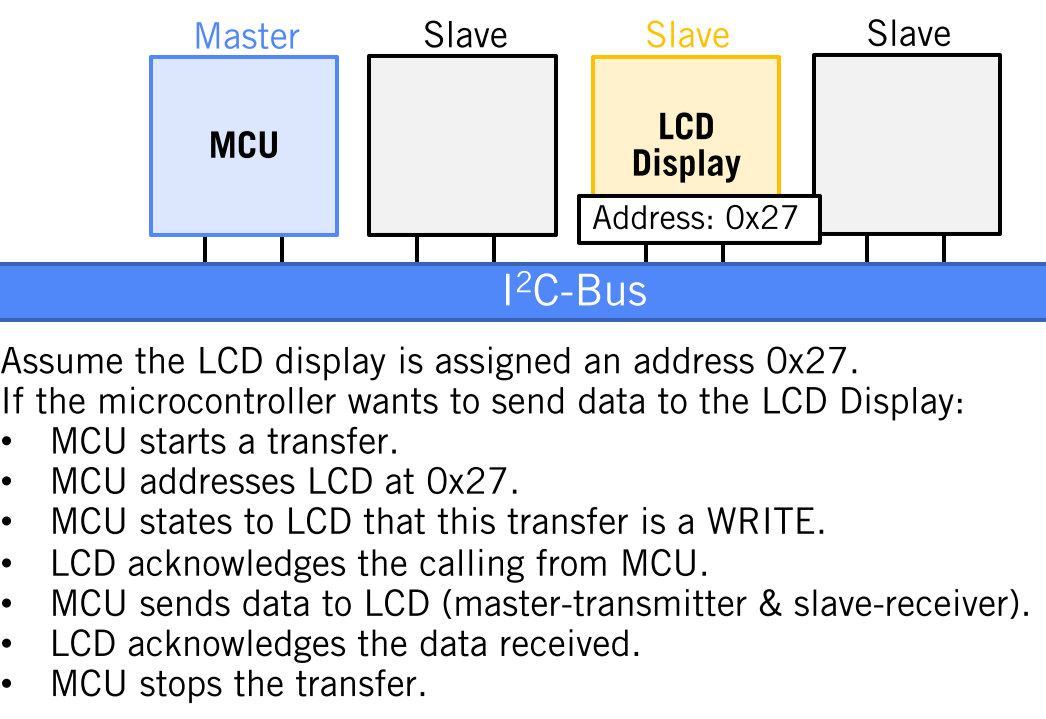 Master Slave Slave Slave
MCU
LCD
Display
Address: 0x27
I²C-Bus
Assume the LCD display is assigned an address 0x27.
If the microcontroller wants to send data to the LCD Display:
• MCU starts a transfer.
• MCU addresses LCD at 0x27.
• MCU states to LCD that this transfer is a WRITE.
• LCD acknowledges the calling from MCU.
• MCU sends data to LCD (master-transmitter & slave-receiver).
• LCD acknowledges the data received.
• MCU stops the transfer.